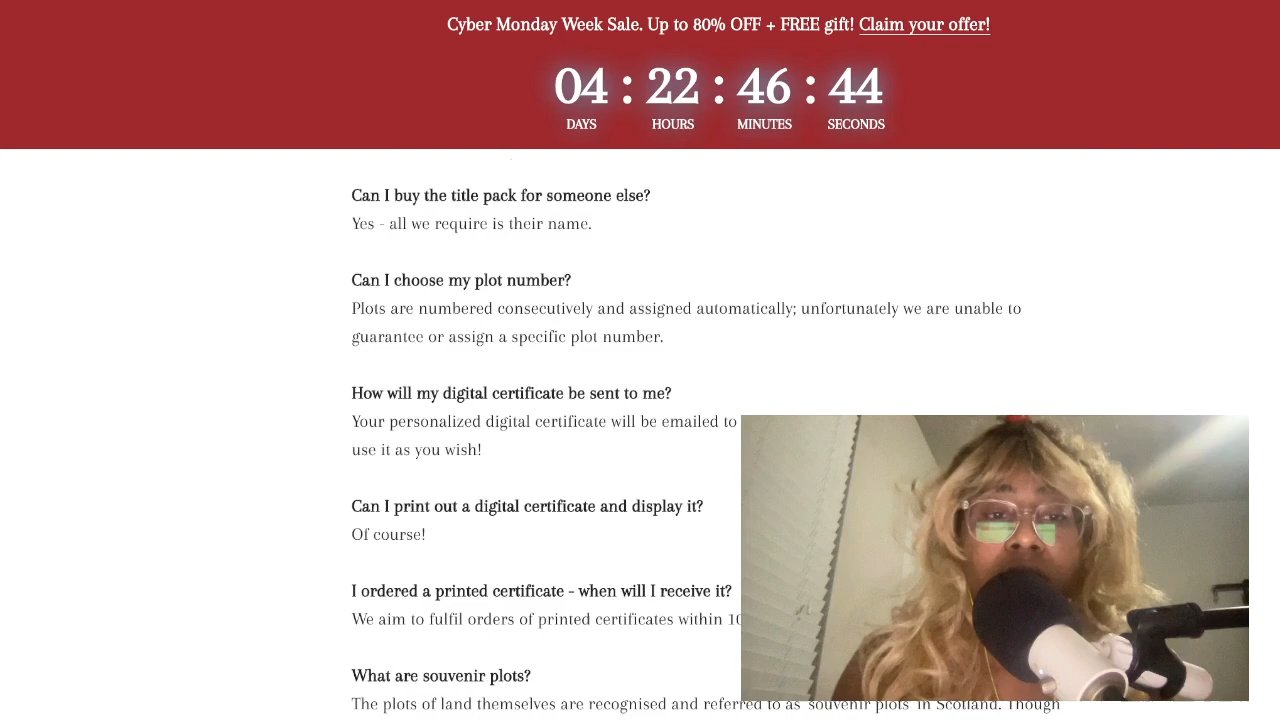 Cyber Monday Week Sale. Up to 80% OFF + FREE gift! Claim your offer!
04 : 22 : 46 : 44
DAYS HOURS MINUTES SECONDS
Can I buy the title pack for someone else?
Yes - all we require is their name.
Can I choose my plot number?
Plots are numbered consecutively and assigned automatically; unfortunately we are unable to
guarantee or assign a specific plot number.
How will my digital certificate be sent to me?
Your personalized digital certificate will be emailed to
use it as you wish!
Can I print out a digital certificate and display it?
Of course!
I ordered a printed certificate - when will I receive it?
We aim to fulfil orders of printed certificates within 10
What are souvenir plots?
The plots of land themselves are recognised and referred to as 'souvenir plots' in Scotland. Though